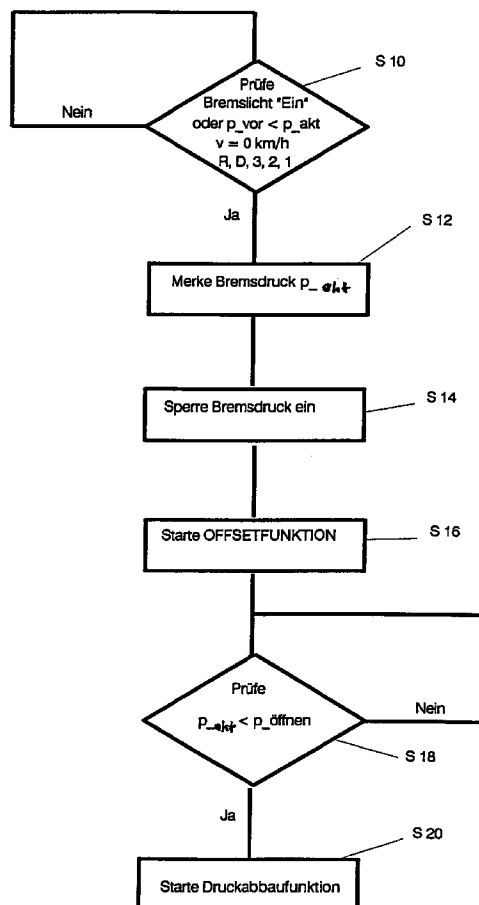 S 10
Prüfe
Bremslicht "Ein"
oder p_vor < p_akt
v = 0 km/h
R, D, 3, 2, 1
Nein
Ja
S 12
Merke Bremsdruck p_akt
Sperre Bremsdruck ein
S 14
Starte OFFSETFUNKTION
S 16
Prüfe
p_akt < p_öffnen
Nein
S 18
Ja
S 20
Starte Druckabbaufunktion